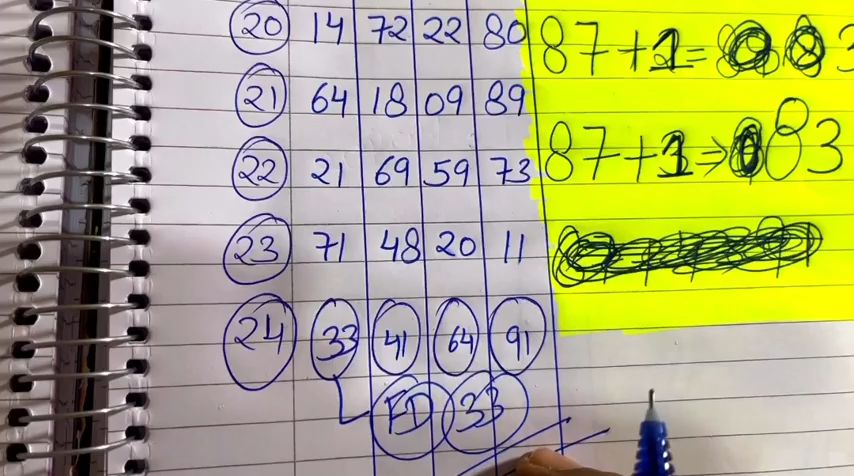 20 14 72 22 80 87+1=
21 64 18 09 89
22 21 69 59 73 87+1⇒ 83
23 71 48 20 11
24 33 41 64 91
FD 33